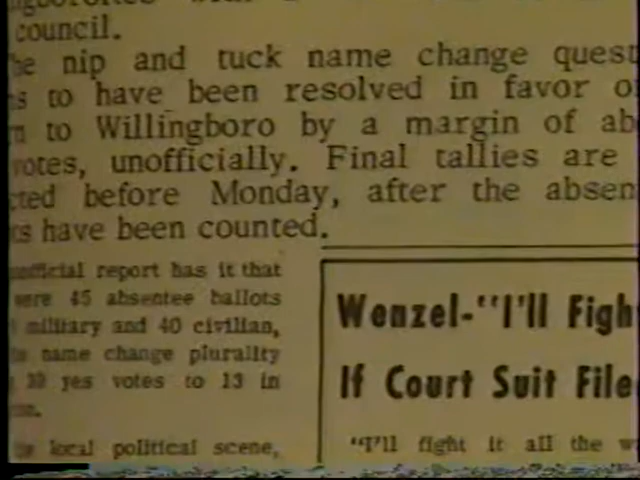 council.
nip and tuck name change quest
to have been resolved in favor o
to Willingboro by a margin of ab
votes, unofficially. Final tallies are
cted before Monday, after the absen
ts have been counted.
official report has it that
were 45 absentee ballots
military and 40 civilian,
name change plurality
yes votes to 13 in
local political scene,
Wenzel-"I'll Figh
If Court Suit File
"I'll fight it all the w